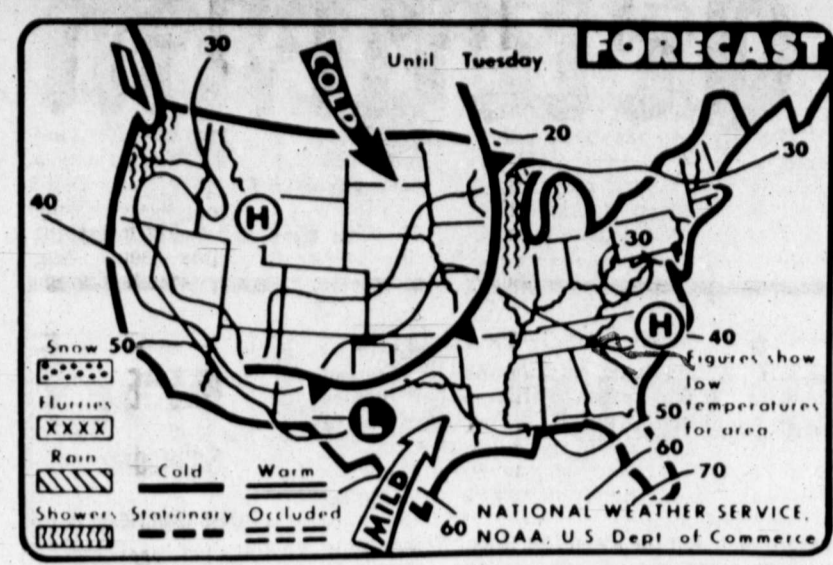 FORECAST
Until Tuesday
30
COLD
20
30
40
H
30
H
40
50
Figures show
low
temperatures
for area.
50
60
70
Snow
Flurries
XXXX
Rain
Cold Warm
Showers Stationary Occluded
L
MILD
60
NATIONAL WEATHER SERVICE,
NOAA, U S Dept of Commerce